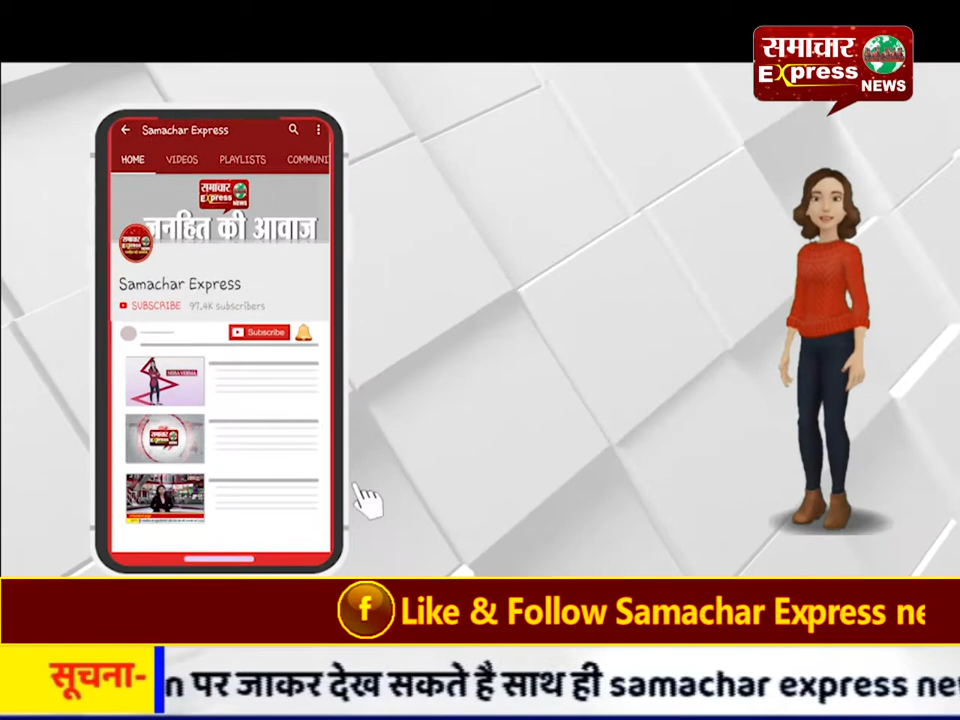 समाचार
Express
NEWS
Samachar Express
HOME VIDEOS PLAYLISTS COMMUNI
समाचार
Express
NEWS
जनहित की आवाज
Samachar Express
SUBSCRIBE 97.4K subscribers
Subscribe
f Like & Follow Samachar Express ne
सूचना- n पर जाकर देख सकते है साथ ही samachar express new